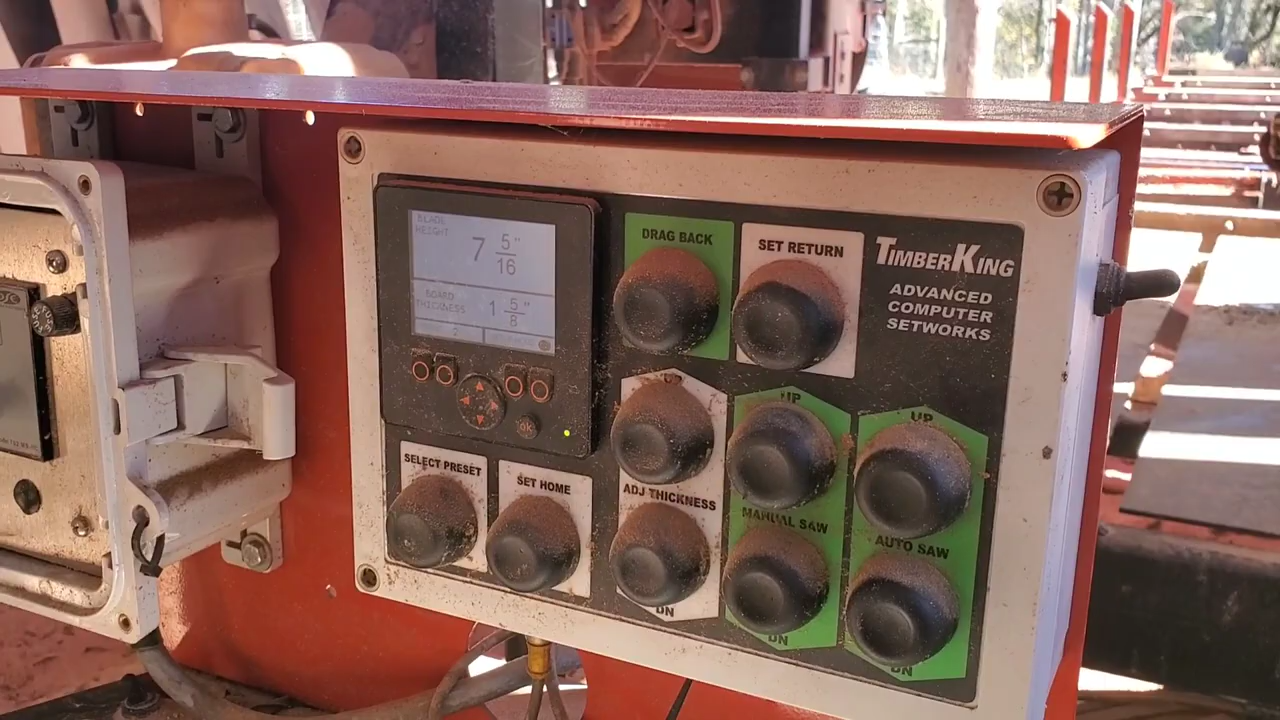 BLADE
HEIGHT
7 5/16"
BOARD
THICKNESS
1 5/8"
2
ok
DRAG BACK
SET RETURN
TIMBERKING
ADVANCED
COMPUTER
SETWORKS
SELECT PRESET
SET HOME
ADJ THICKNESS
DN
UP
MANUAL SAW
DN
UP
AUTO SAW
DN